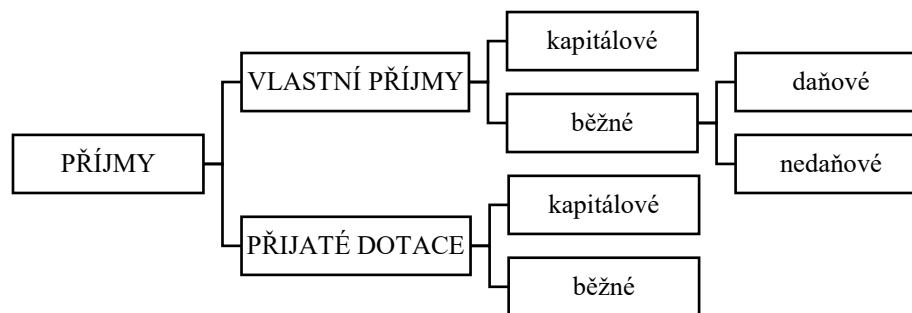 PŘÍJMY
VLASTNÍ PŘÍJMY
kapitálové
běžné
daňové
nedaňové
PŘIJATÉ DOTACE
kapitálové
běžné